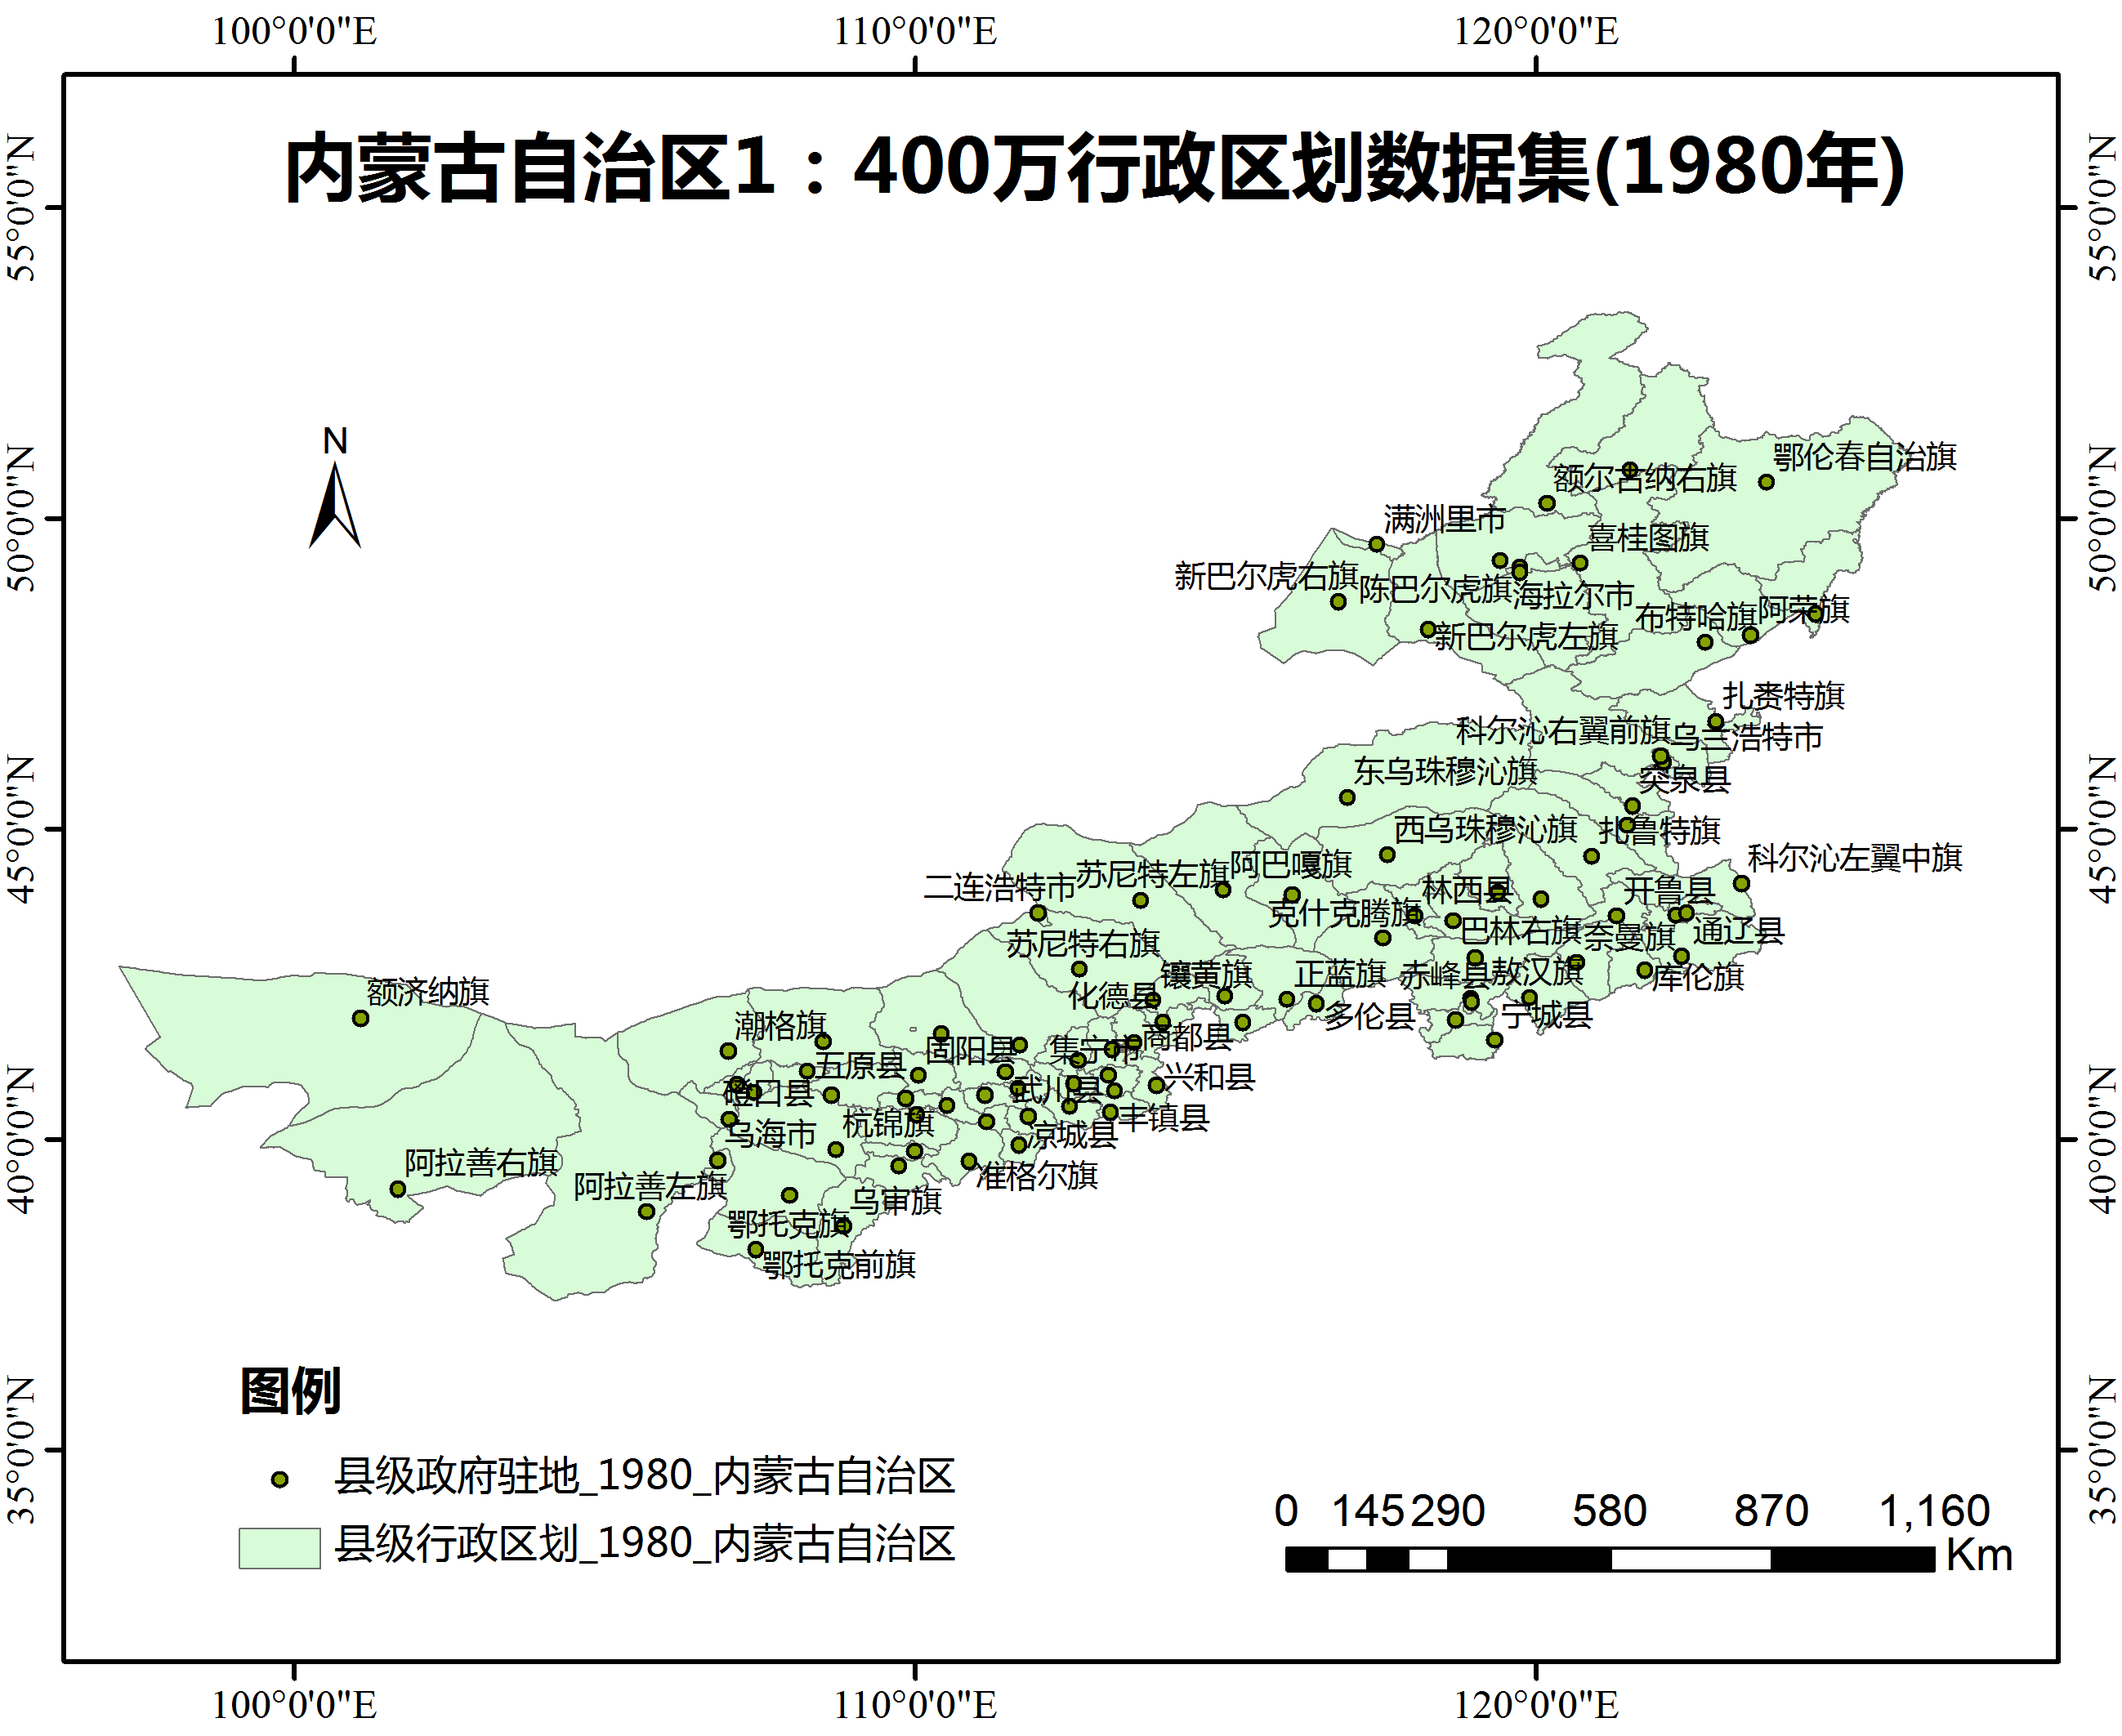 100°0'0"E
110°0'0"E
120°0'0"E
内蒙古自治区1：400万行政区划数据集(1980年)
55°0'0"N
55°0'0"N
N
鄂伦春自治旗
额尔古纳右旗
50°0'0"N
满洲里市
50°0'0"N
喜桂图旗
新巴尔虎右旗
陈巴尔虎旗
海拉尔市
布特哈旗
阿荣旗
新巴尔虎左旗
扎赉特旗
科尔沁右翼前旗
乌兰浩特市
东乌珠穆沁旗
突泉县
45°0'0"N
西乌珠穆沁旗
扎鲁特旗
45°0'0"N
科尔沁左翼中旗
阿巴嘎旗
苏尼特左旗
二连浩特市
林西县
开鲁县
克什克腾旗
巴林右旗
奈曼旗
通辽县
苏尼特右旗
镶黄旗
正蓝旗
赤峰县
敖汉旗
库伦旗
额济纳旗
化德县
多伦县
宁城县
潮格旗
固阳县
集宁市
商都县
五原县
兴和县
磴口县
武川县
丰镇县
杭锦旗
乌海市
凉城县
40°0'0"N
40°0'0"N
阿拉善右旗
准格尔旗
阿拉善左旗
乌审旗
鄂托克旗
鄂托克前旗
图例
35°0'0"N
35°0'0"N
县级政府驻地_1980_内蒙古自治区
县级行政区划_1980_内蒙古自治区
0 145 290 580 870 1,160
Km
100°0'0"E
110°0'0"E
120°0'0"E